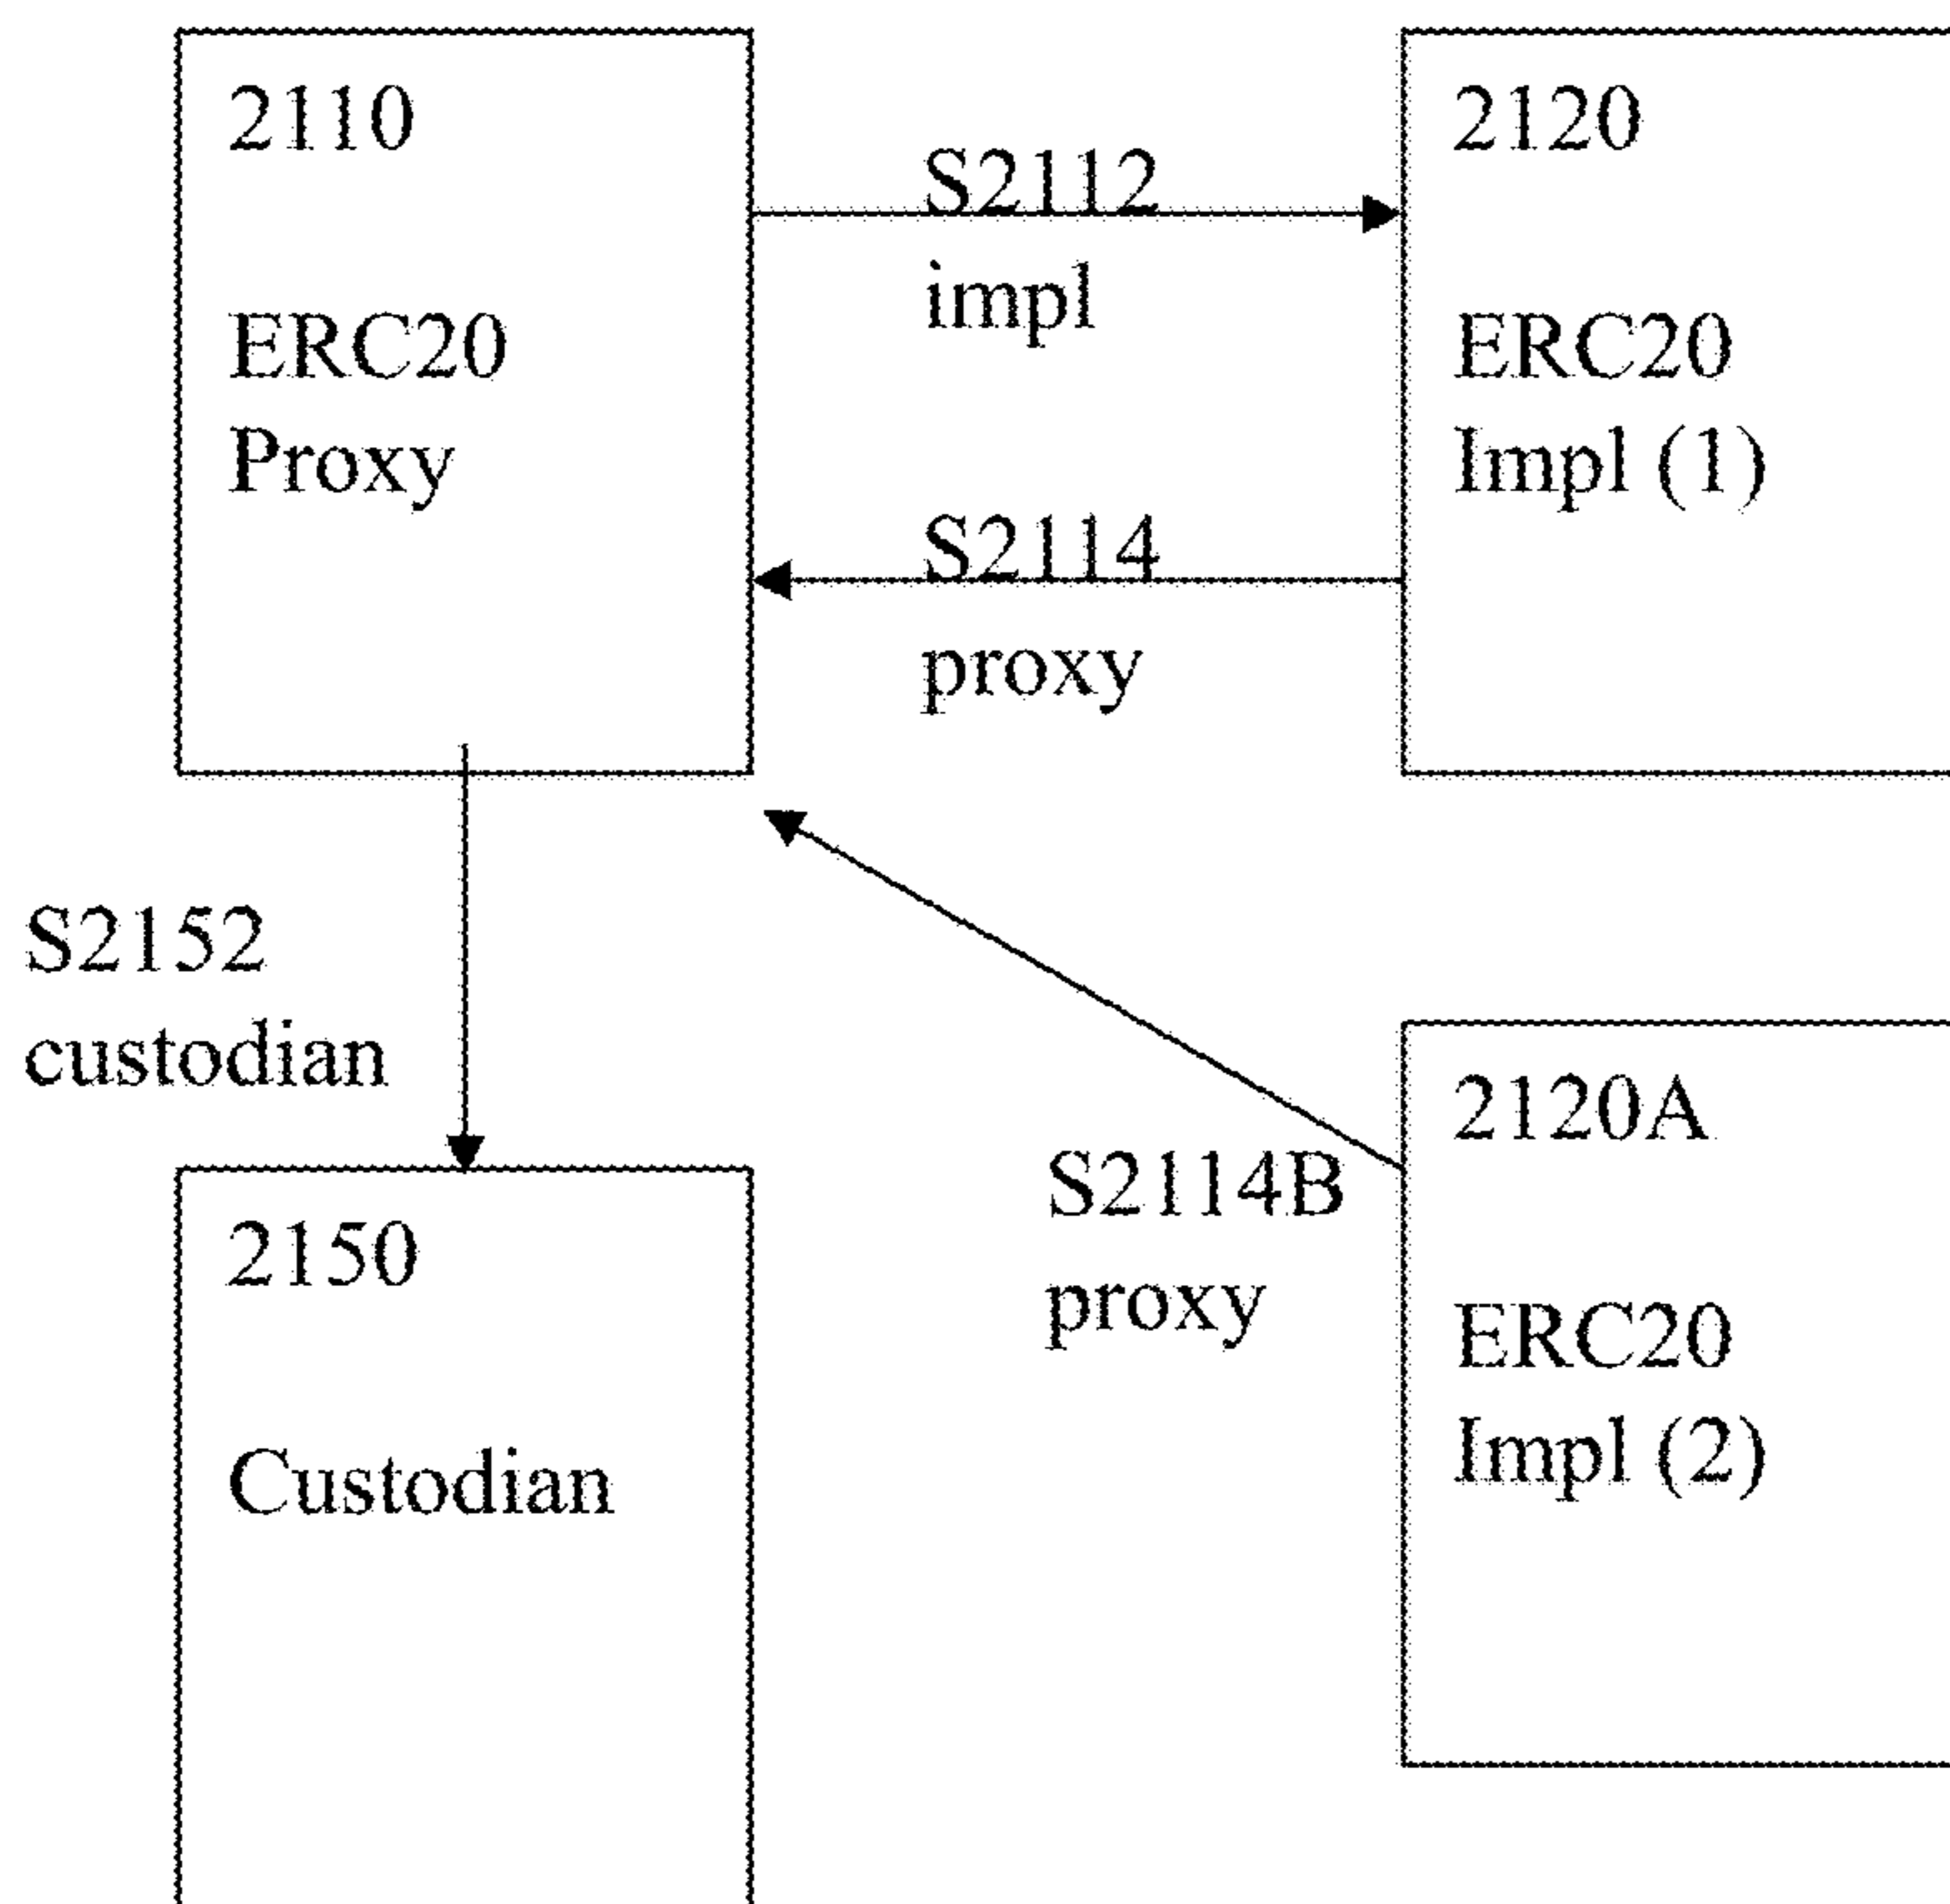 2110
ERC20
Proxy
S2112
impl
S2114
proxy
2120
ERC20
Impl (1)
S2152
custodian
2150
Custodian
S2114B
proxy
2120A
ERC20
Impl (2)